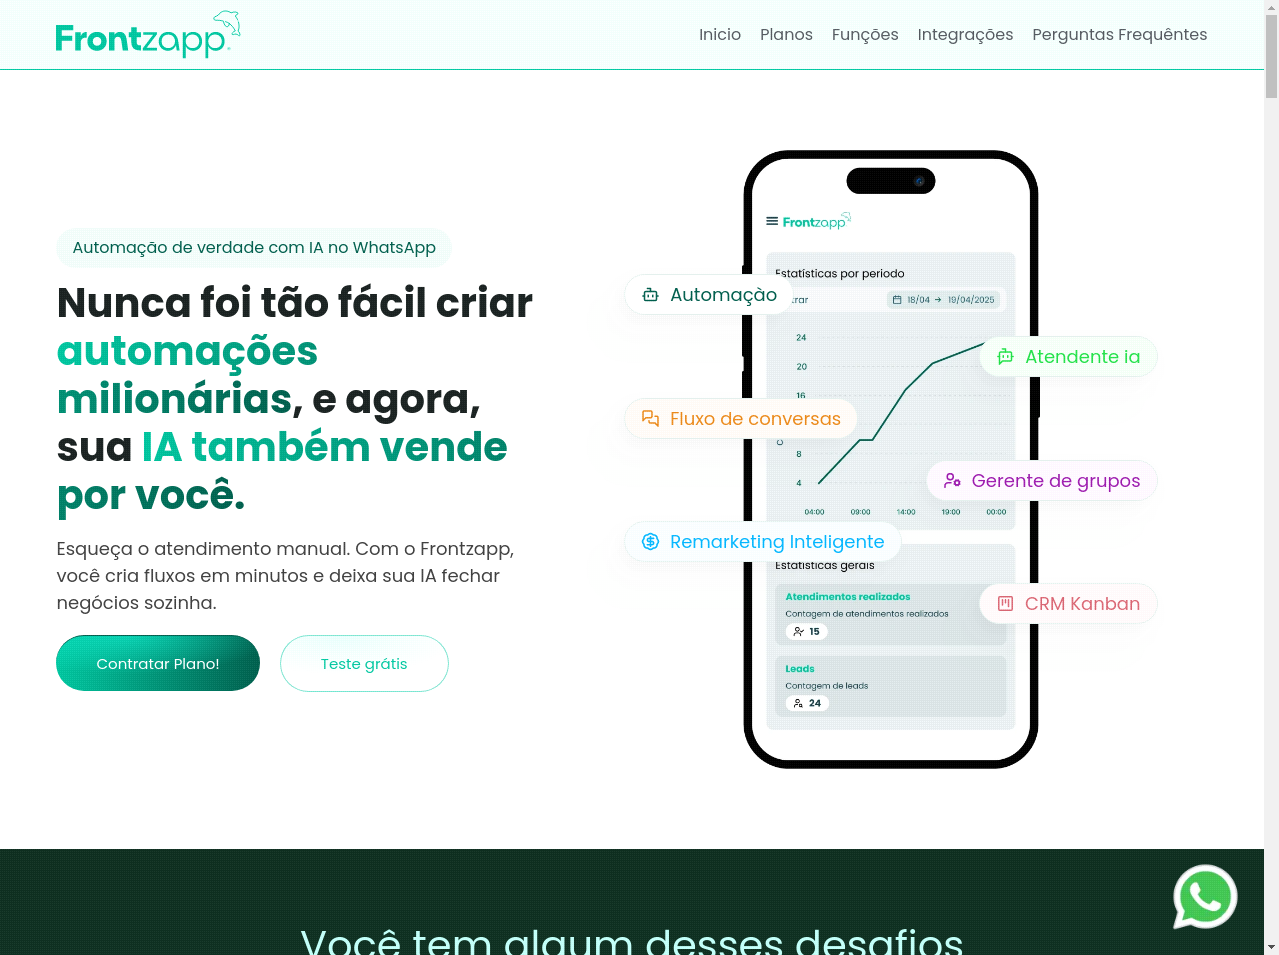 Frontzapp
Inicio Planos Funções Integrações Perguntas Frequêntes
Automação de verdade com IA no WhatsApp
Nunca foi tão fácil criar
automações
milionárias, e agora,
sua IA também vende
por você.
Esqueça o atendimento manual. Com o Frontzapp,
você cria fluxos em minutos e deixa sua IA fechar
negócios sozinha.
Contratar Plano!
Teste grátis
Frontzapp
Estatísticas por periodo
trar
18/04 → 19/04/2025
Automaçào
24
Atendente ia
20
16
Fluxo de conversas
8
Gerente de grupos
4
04:00 09:00 14:00 19:00 00:00
Remarketing Inteligente
Estatisticas gerais
Atendimentos realizados
Contagem de atendimentos realizados
15
CRM Kanban
Leads
Contagem de leads
24
Você tem algum desses desafios